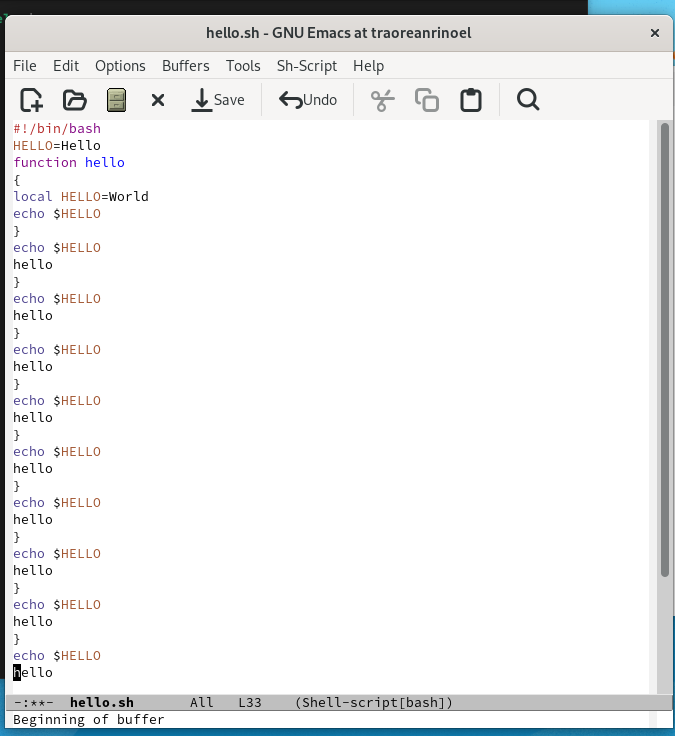 hello.sh - GNU Emacs at traoreanrinoel
File Edit Options Buffers Tools Sh-Script Help
Save Undo
#!/bin/bash
HELLO=Hello
function hello
{
local HELLO=World
echo $HELLO
}
echo $HELLO
hello
}
echo $HELLO
hello
}
echo $HELLO
hello
}
echo $HELLO
hello
}
echo $HELLO
hello
}
echo $HELLO
hello
}
echo $HELLO
hello
}
echo $HELLO
hello
}
echo $HELLO
hello
-:**- hello.sh All L33 (Shell-script[bash])
Beginning of buffer